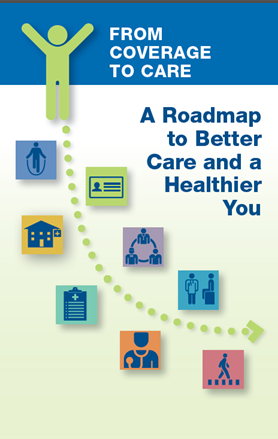 FROM
COVERAGE
TO CARE
A Roadmap
to Better
Care and a
Healthier
You